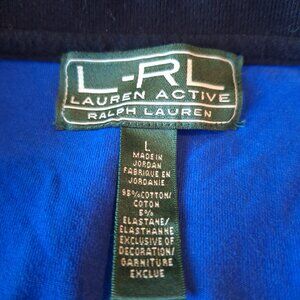 L-RL
LAUREN ACTIVE
RALPH LAUREN
L
MADE IN
JORDAN
FABRIQUE EN
JORDANIE
95%COTTON/
COTON
5%
ELASTANE/
ELASTHANNE
EXCLUSIVE OF
DECORATION/
GARNITURE
EXCLUE